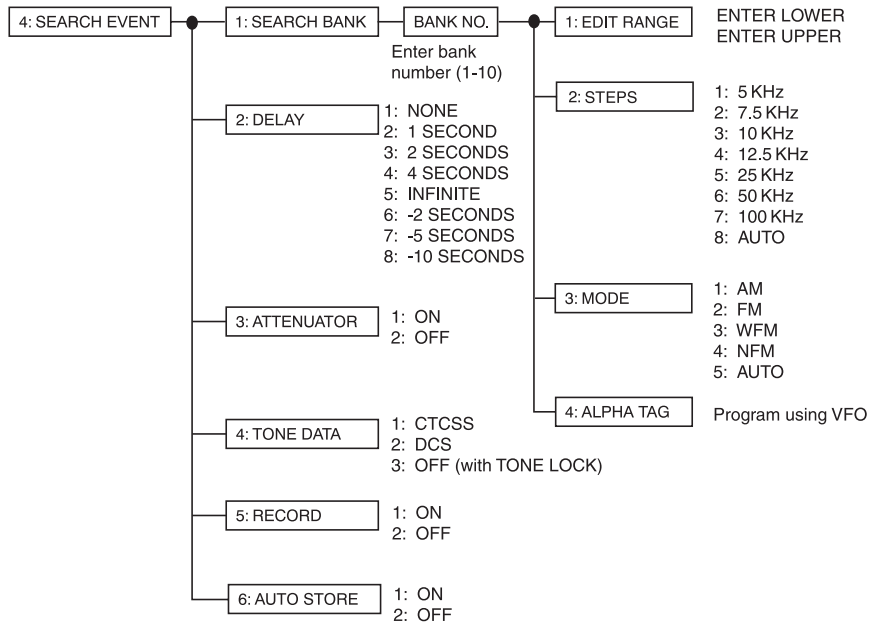 4: SEARCH EVENT
1: SEARCH BANK
BANK NO.
Enter bank
number (1-10)
1: EDIT RANGE
ENTER LOWER
ENTER UPPER
2: STEPS
1: 5 KHz
2: 7.5 KHz
3: 10 KHz
4: 12.5 KHz
5: 25 KHz
6: 50 KHz
7: 100 KHz
8: AUTO
3: MODE
1: AM
2: FM
3: WFM
4: NFM
5: AUTO
4: ALPHA TAG
Program using VFO
2: DELAY
1: NONE
2: 1 SECOND
3: 2 SECONDS
4: 4 SECONDS
5: INFINITE
6: -2 SECONDS
7: -5 SECONDS
8: -10 SECONDS
3: ATTENUATOR
1: ON
2: OFF
4: TONE DATA
1: CTCSS
2: DCS
3: OFF (with TONE LOCK)
5: RECORD
1: ON
2: OFF
6: AUTO STORE
1: ON
2: OFF